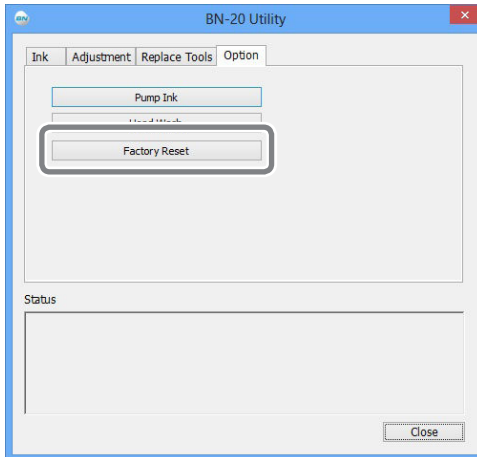 BN-20 Utility
Ink Adjustment Replace Tools Option
Pump Ink
Factory Reset
Status
Close